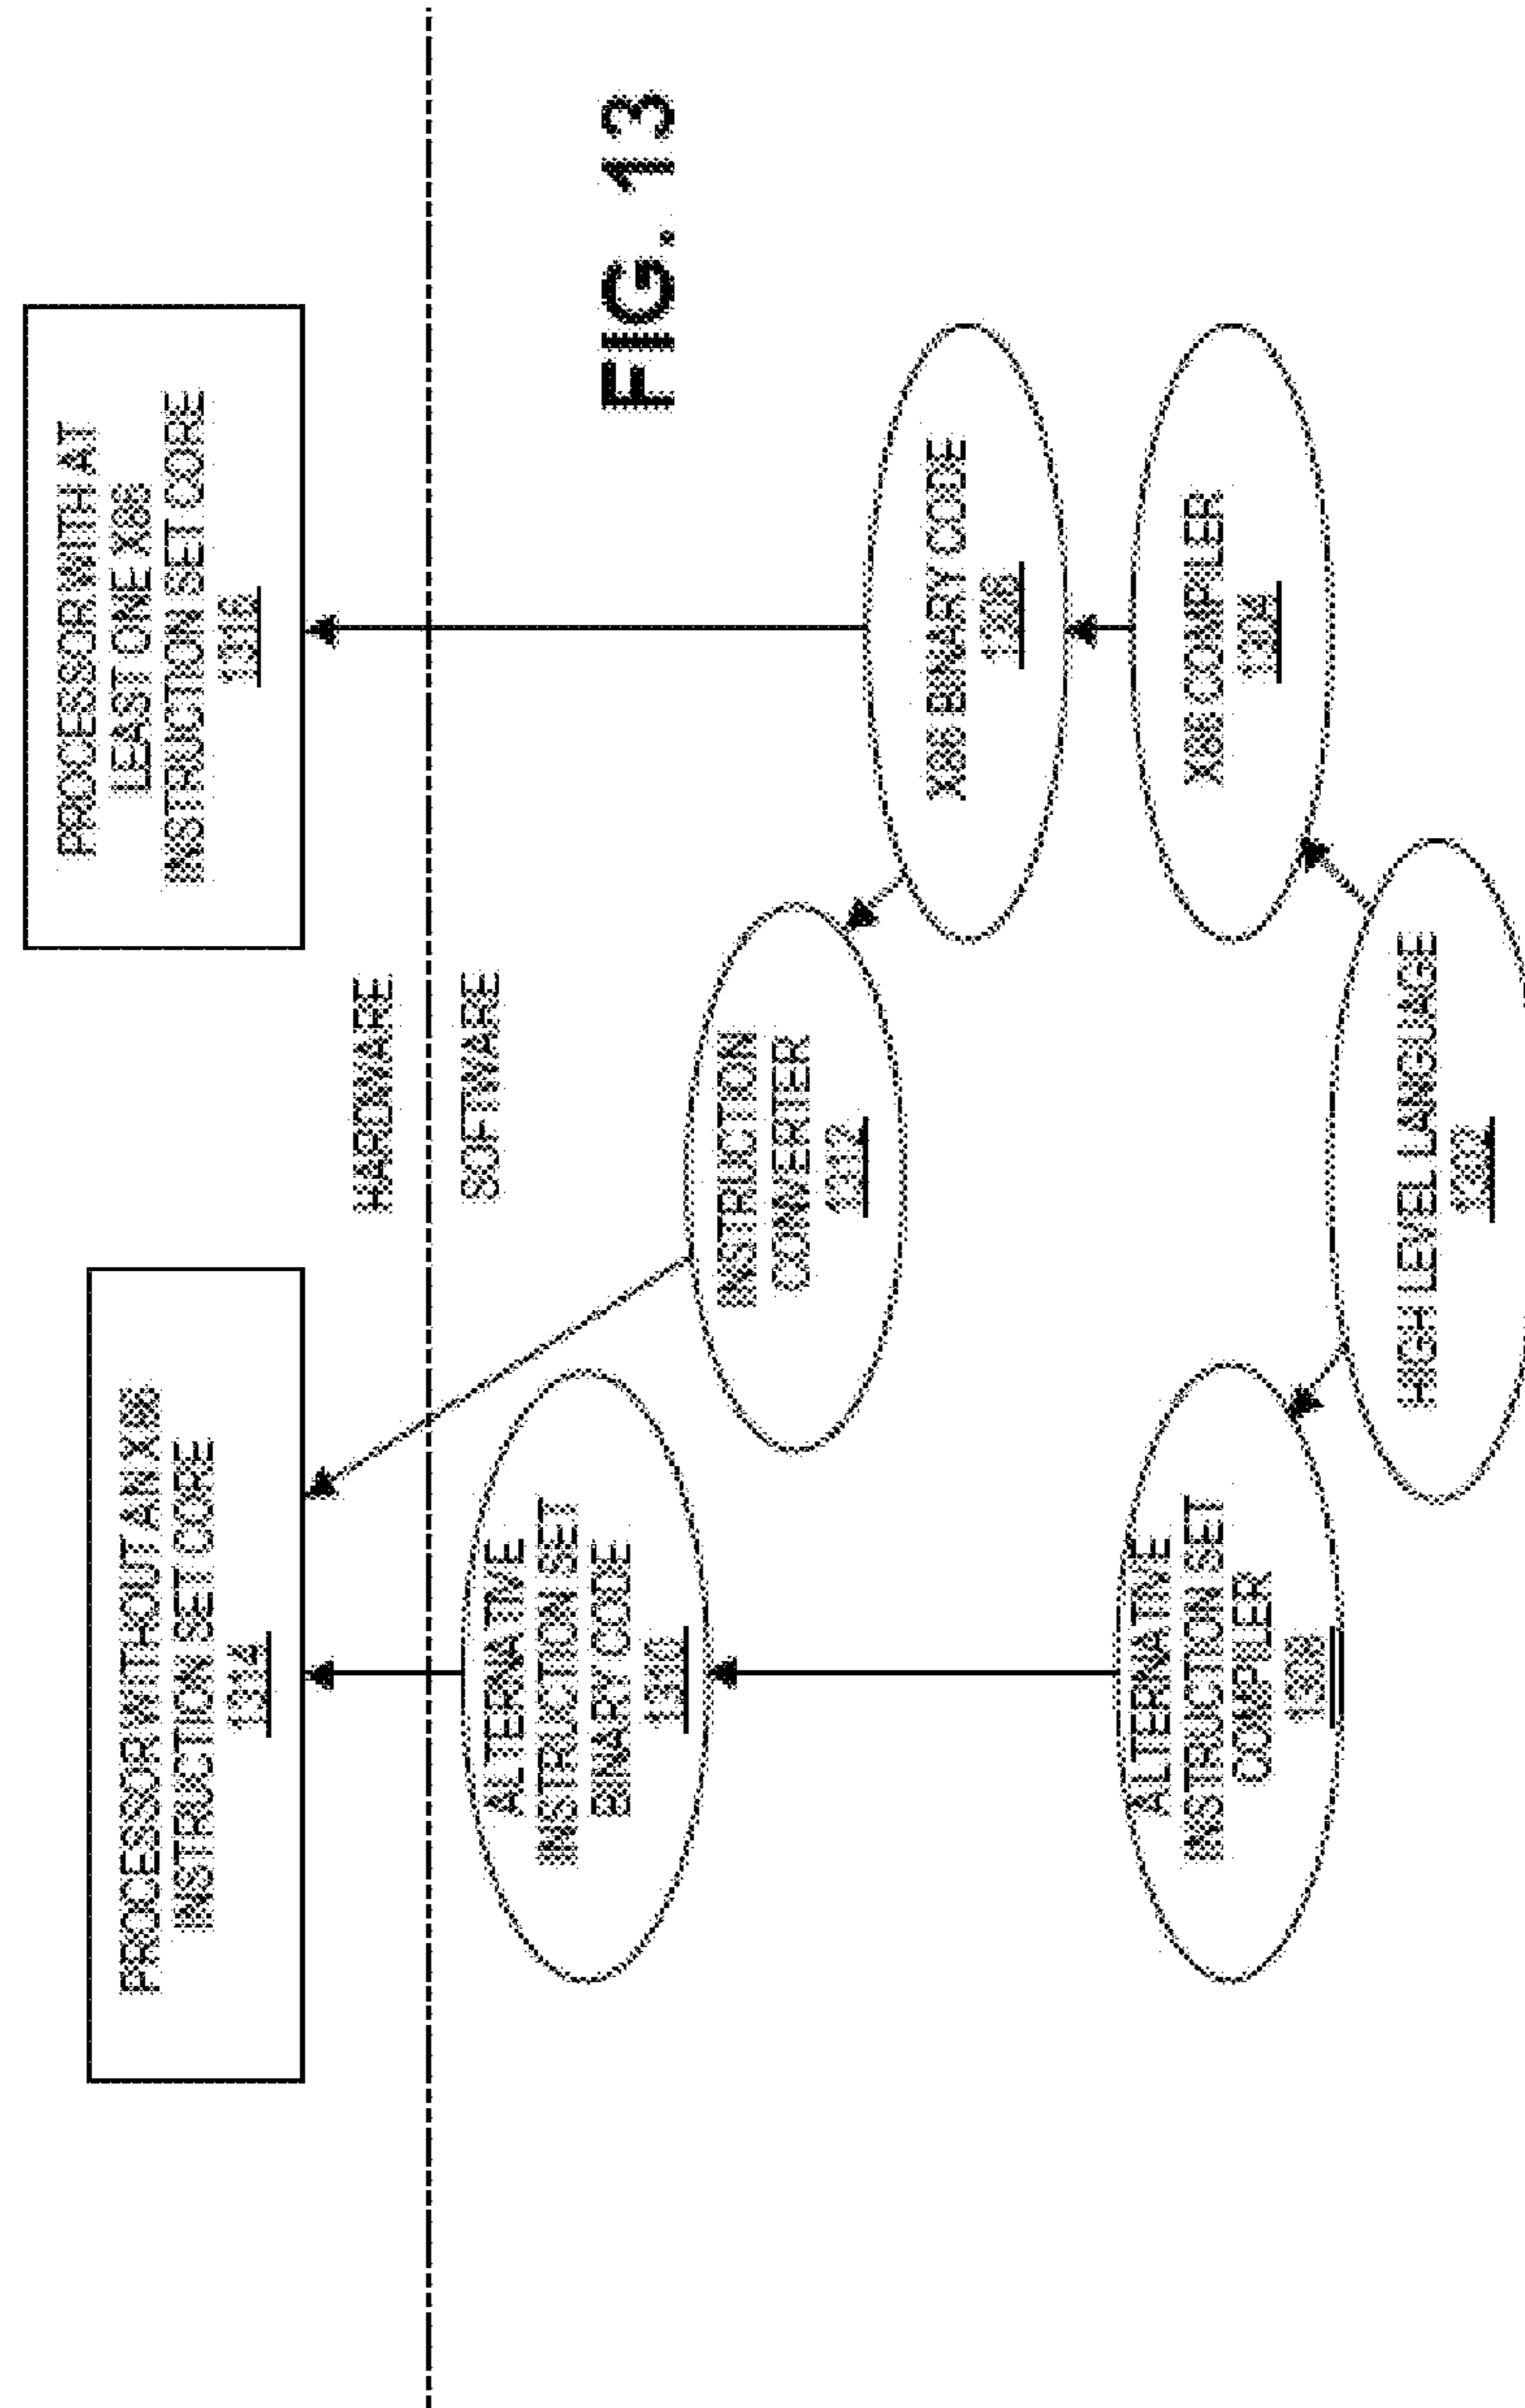 PROCESSOR WITHOUT AN X86
INSTRUCTION SET CORE
1314
PROCESSOR WITH AT
LEAST ONE X86
INSTRUCTION SET CORE
1316
HARDWARE
SOFTWARE
ALTERNATIVE
INSTRUCTION SET
BINARY CODE
1310
INSTRUCTION
CONVERTER
1312
FIG. 13
X86 BINARY CODE
1306
ALTERNATIVE
INSTRUCTION SET
COMPILER
1308
X86 COMPILER
1304
HIGH LEVEL LANGUAGE
1302